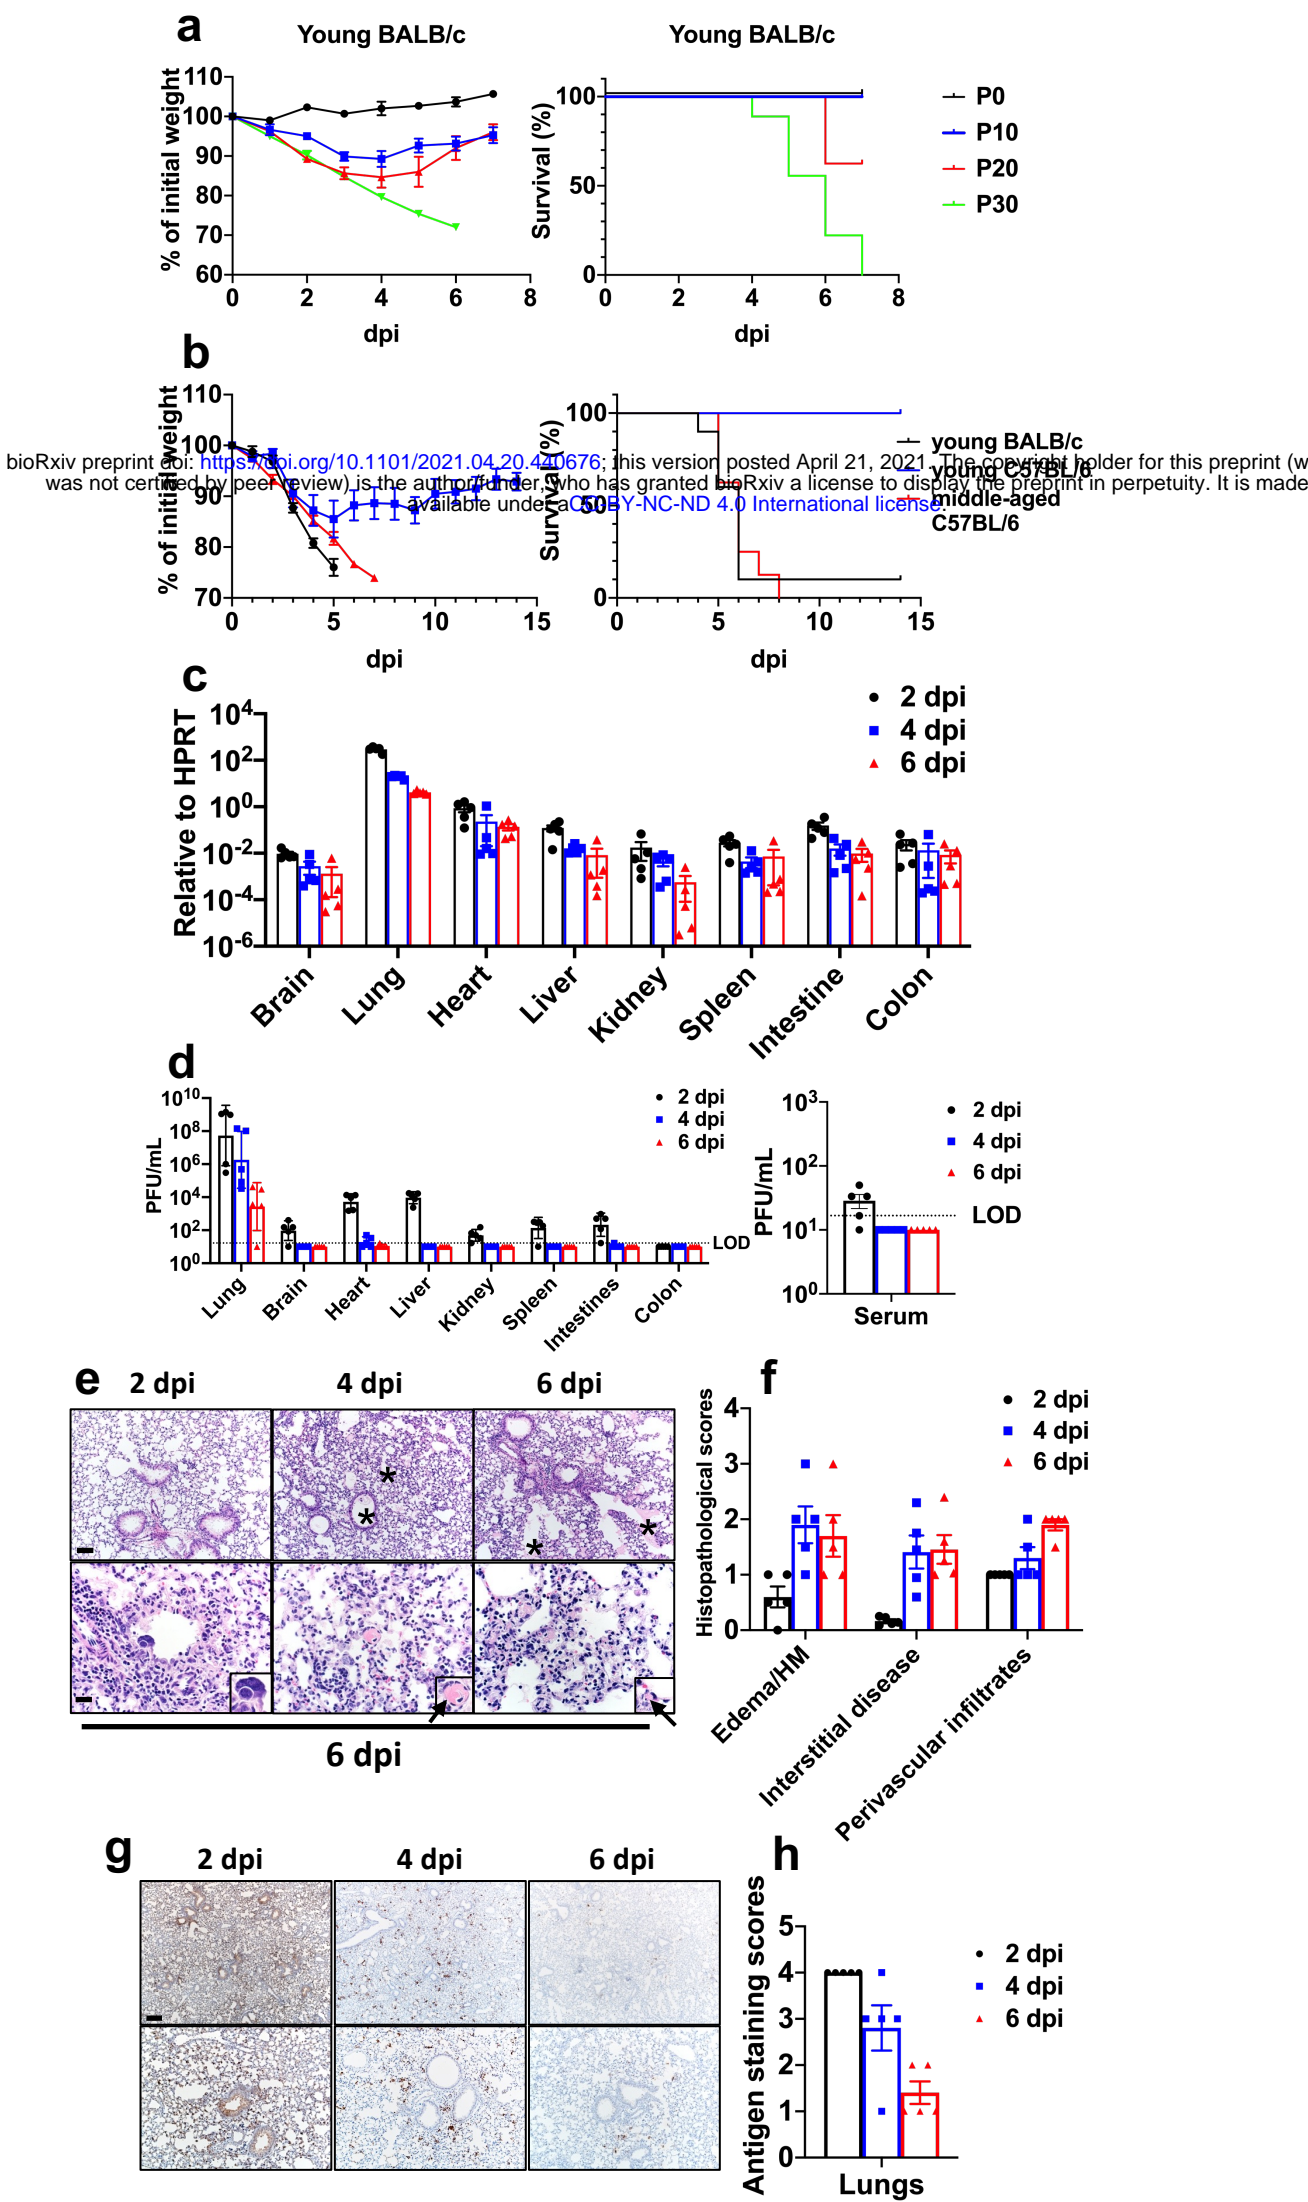 a
Young BALB/c
Young BALB/c
% of initial weight
110
100
90
80
70
60
0 2 4 6 8
dpi
Survival (%)
100
50
0
0 2 4 6 8
dpi
P0
P10
P20
P30
b
% of initial weight
110
100
90
80
70
0 5 10 15
dpi
Survival (%)
100
50
0
0 5 10 15
dpi
young BALB/c
young C57BL/6
middle-aged
C57BL/6
bioRxiv preprint doi: https://doi.org/10.1101/2021.04.20.440676; this version posted April 21, 2021. The copyright holder for this preprint (w
was not certified by peer review) is the author/funder, who has granted bioRxiv a license to display the preprint in perpetuity. It is made
available under aCC-BY-NC-ND 4.0 International license.
c
Relative to HPRT
10^4
10^2
10^0
10^-2
10^-4
10^-6
Brain Lung Heart Liver Kidney Spleen Intestine Colon
2 dpi
4 dpi
6 dpi
d
PFU/mL
10^10
10^8
10^6
10^4
10^2
10^0
Lung Brain Heart Liver Kidney Spleen Intestines Colon
2 dpi
4 dpi
6 dpi
LOD
PFU/mL
10^3
10^2
10^1
10^0
Serum
2 dpi
4 dpi
6 dpi
LOD
e
2 dpi 4 dpi 6 dpi
* * * *
6 dpi
f
Histopathological scores
4
3
2
1
0
Edema/HM Interstitial disease Perivascular infiltrates
2 dpi
4 dpi
6 dpi
g
2 dpi 4 dpi 6 dpi
h
Antigen staining scores
5
4
3
2
1
0
Lungs
2 dpi
4 dpi
6 dpi